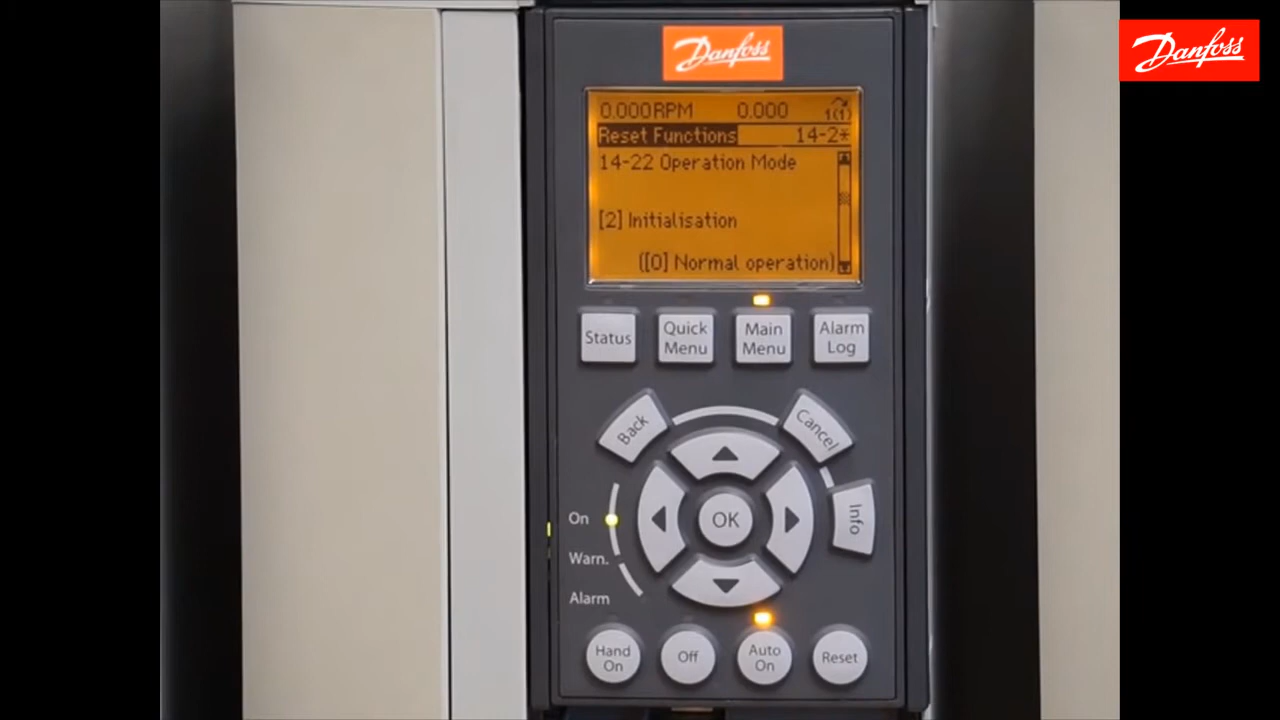 Danfoss
Danfoss
0.000RPM 0.000 1(1)
Reset Functions 14-2*
14-22 Operation Mode
[2] Initialisation
([0] Normal operation)
Status
Quick Menu
Main Menu
Alarm Log
Back
Cancel
OK
Info
On
Warn.
Alarm
Hand On
Off
Auto On
Reset